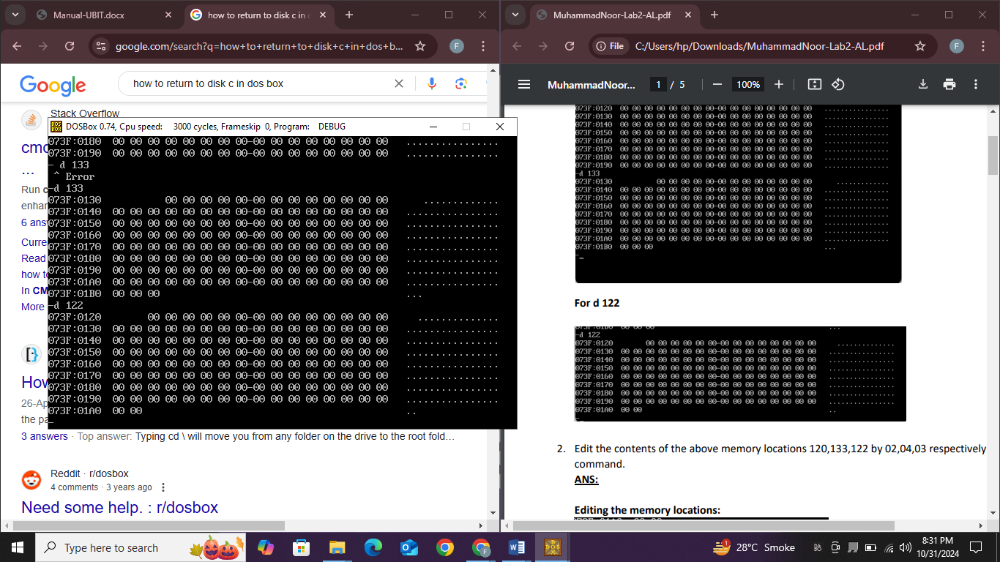 Manual-UBIT.docx
how to return to disk c in d
google.com/search?q=how+to+return+to+disk+c+in+dos+b...
F
Google
how to return to disk c in dos box
Stack Overflow
cmd
...
Run c
enhan
6 answ
Curre
Read
how to
In CM
More
How
26-Ap
the pa
3 answers · Top answer: Typing cd \ will move you from any folder on the drive to the root fold...
Reddit · r/dosbox
4 comments · 3 years ago
Need some help. : r/dosbox
DOS BOX
DOSBox 0.74, Cpu speed: 3000 cycles, Frameskip 0, Program: DEBUG
073F:0180 00 00 00 00 00 00 00 00-00 00 00 00 00 00 00 00 ................
073F:0190 00 00 00 00 00 00 00 00-00 00 00 00 00 00 00 00 ................
- d 133
^ Error
-d 133
073F:0130 00 00 00 00 00-00 00 00 00 00 00 00 00 .............
073F:0140 00 00 00 00 00 00 00 00-00 00 00 00 00 00 00 00 ................
073F:0150 00 00 00 00 00 00 00 00-00 00 00 00 00 00 00 00 ................
073F:0160 00 00 00 00 00 00 00 00-00 00 00 00 00 00 00 00 ................
073F:0170 00 00 00 00 00 00 00 00-00 00 00 00 00 00 00 00 ................
073F:0180 00 00 00 00 00 00 00 00-00 00 00 00 00 00 00 00 ................
073F:0190 00 00 00 00 00 00 00 00-00 00 00 00 00 00 00 00 ................
073F:01A0 00 00 00 00 00 00 00 00-00 00 00 00 00 00 00 00 ................
073F:01B0 00 00 00 ...
-d 122
073F:0120 00 00 00 00 00 00-00 00 00 00 00 00 00 00 ..............
073F:0130 00 00 00 00 00 00 00 00-00 00 00 00 00 00 00 00 ................
073F:0140 00 00 00 00 00 00 00 00-00 00 00 00 00 00 00 00 ................
073F:0150 00 00 00 00 00 00 00 00-00 00 00 00 00 00 00 00 ................
073F:0160 00 00 00 00 00 00 00 00-00 00 00 00 00 00 00 00 ................
073F:0170 00 00 00 00 00 00 00 00-00 00 00 00 00 00 00 00 ................
073F:0180 00 00 00 00 00 00 00 00-00 00 00 00 00 00 00 00 ................
073F:0190 00 00 00 00 00 00 00 00-00 00 00 00 00 00 00 00 ................
073F:01A0 00 00 ..
-
MuhammadNoor-Lab2-AL.pdf
File C:/Users/hp/Downloads/MuhammadNoor-Lab2-AL.pdf
F
MuhammadNoor... 1 / 5 100%
073F:0120 00 00 00 00 00 00 00 00-00 00 00 00 00 00 00 00 ................
073F:0130 00 00 00 00 00 00 00 00-00 00 00 00 00 00 00 00 ................
073F:0140 00 00 00 00 00 00 00 00-00 00 00 00 00 00 00 00 ................
073F:0150 00 00 00 00 00 00 00 00-00 00 00 00 00 00 00 00 ................
073F:0160 00 00 00 00 00 00 00 00-00 00 00 00 00 00 00 00 ................
073F:0170 00 00 00 00 00 00 00 00-00 00 00 00 00 00 00 00 ................
073F:0180 00 00 00 00 00 00 00 00-00 00 00 00 00 00 00 00 ................
073F:0190 00 00 00 00 00 00 00 00-00 00 00 00 00 00 00 00 ................
-d 133
073F:0130 00 00 00 00 00-00 00 00 00 00 00 00 00 .............
073F:0140 00 00 00 00 00 00 00 00-00 00 00 00 00 00 00 00 ................
073F:0150 00 00 00 00 00 00 00 00-00 00 00 00 00 00 00 00 ................
073F:0160 00 00 00 00 00 00 00 00-00 00 00 00 00 00 00 00 ................
073F:0170 00 00 00 00 00 00 00 00-00 00 00 00 00 00 00 00 ................
073F:0180 00 00 00 00 00 00 00 00-00 00 00 00 00 00 00 00 ................
073F:0190 00 00 00 00 00 00 00 00-00 00 00 00 00 00 00 00 ................
073F:01A0 00 00 00 00 00 00 00 00-00 00 00 00 00 00 00 00 ................
073F:01B0 00 00 00 ...
-
For d 122
073F:01B0 00 00 00 ...
-d 122
073F:0120 00 00 00 00 00 00-00 00 00 00 00 00 00 00 ..............
073F:0130 00 00 00 00 00 00 00 00-00 00 00 00 00 00 00 00 ................
073F:0140 00 00 00 00 00 00 00 00-00 00 00 00 00 00 00 00 ................
073F:0150 00 00 00 00 00 00 00 00-00 00 00 00 00 00 00 00 ................
073F:0160 00 00 00 00 00 00 00 00-00 00 00 00 00 00 00 00 ................
073F:0170 00 00 00 00 00 00 00 00-00 00 00 00 00 00 00 00 ................
073F:0180 00 00 00 00 00 00 00 00-00 00 00 00 00 00 00 00 ................
073F:0190 00 00 00 00 00 00 00 00-00 00 00 00 00 00 00 00 ................
073F:01A0 00 00 ..
-
2. Edit the contents of the above memory locations 120,133,122 by 02,04,03 respectively
command.
ANS:
Editing the memory locations:
Type here to search
28°C Smoke
8:31 PM
10/31/2024